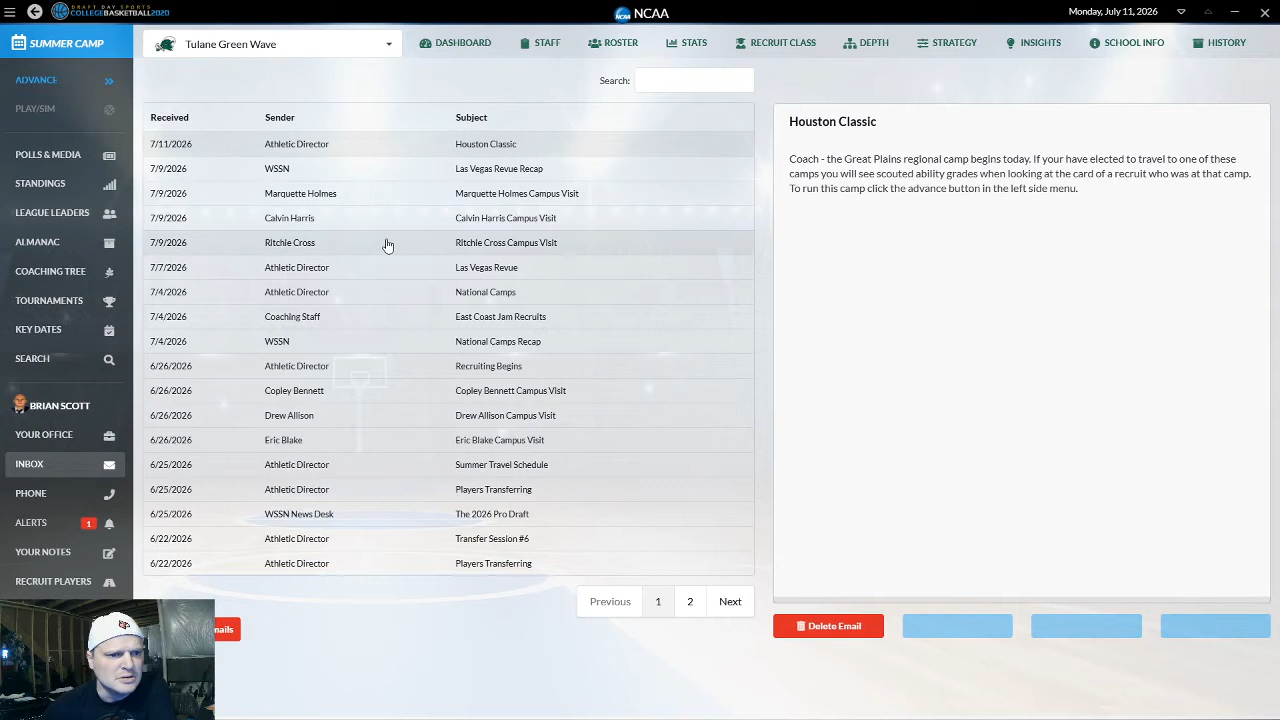 DRAFT DAY SPORTS
COLLEGE BASKETBALL 2020
NCAA
Monday, July 11, 2026
SUMMER CAMP
Tulane Green Wave
DASHBOARD
STAFF
ROSTER
STATS
RECRUIT CLASS
DEPTH
STRATEGY
INSIGHTS
SCHOOL INFO
HISTORY
ADVANCE
PLAY/SIM
POLLS & MEDIA
STANDINGS
LEAGUE LEADERS
ALMANAC
COACHING TREE
TOURNAMENTS
KEY DATES
SEARCH
BRIAN SCOTT
YOUR OFFICE
INBOX
PHONE
ALERTS 1
YOUR NOTES
RECRUIT PLAYERS
Search:
Received Sender Subject
7/11/2026 Athletic Director Houston Classic
7/9/2026 WSSN Las Vegas Revue Recap
7/9/2026 Marquette Holmes Marquette Holmes Campus Visit
7/9/2026 Calvin Harris Calvin Harris Campus Visit
7/9/2026 Ritchie Cross Ritchie Cross Campus Visit
7/7/2026 Athletic Director Las Vegas Revue
7/4/2026 Athletic Director National Camps
7/4/2026 Coaching Staff East Coast Jam Recruits
7/4/2026 WSSN National Camps Recap
6/26/2026 Athletic Director Recruiting Begins
6/26/2026 Copley Bennett Copley Bennett Campus Visit
6/26/2026 Drew Allison Drew Allison Campus Visit
6/26/2026 Eric Blake Eric Blake Campus Visit
6/25/2026 Athletic Director Summer Travel Schedule
6/25/2026 Athletic Director Players Transferring
6/25/2026 WSSN News Desk The 2026 Pro Draft
6/22/2026 Athletic Director Transfer Session #6
6/22/2026 Athletic Director Players Transferring
Previous 1 2 Next
Houston Classic
Coach - the Great Plains regional camp begins today. If your have elected to travel to one of these
camps you will see scouted ability grades when looking at the card of a recruit who was at that camp.
To run this camp click the advance button in the left side menu.
Delete Email